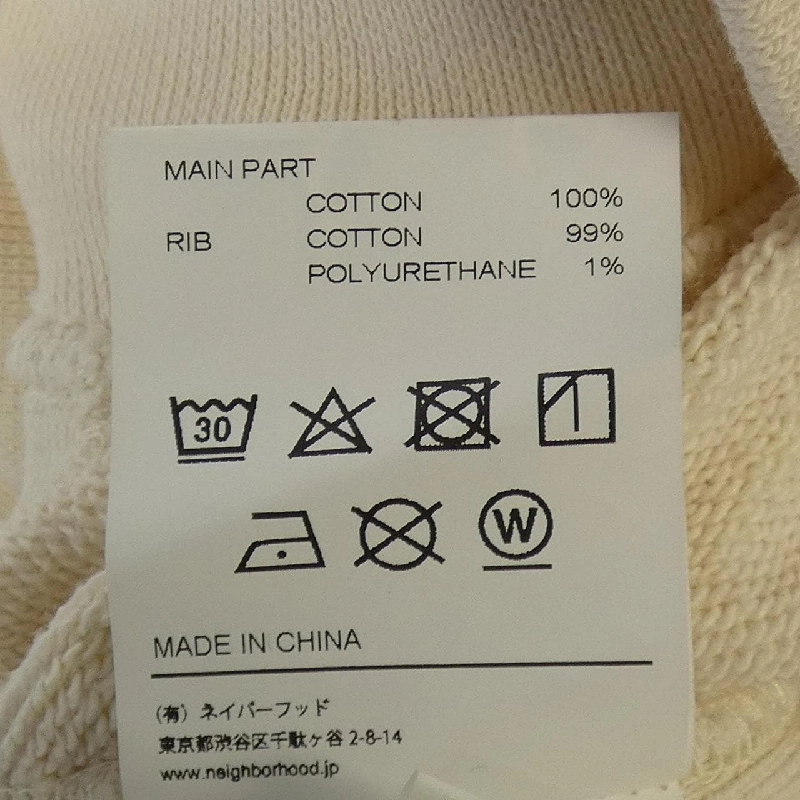 MAIN PART
COTTON 100%
RIB COTTON 99%
POLYURETHANE 1%
30
W
MADE IN CHINA
(有) ネイバーフッド
東京都渋谷区千駄ヶ谷 2-8-14
www.neighborhood.jp